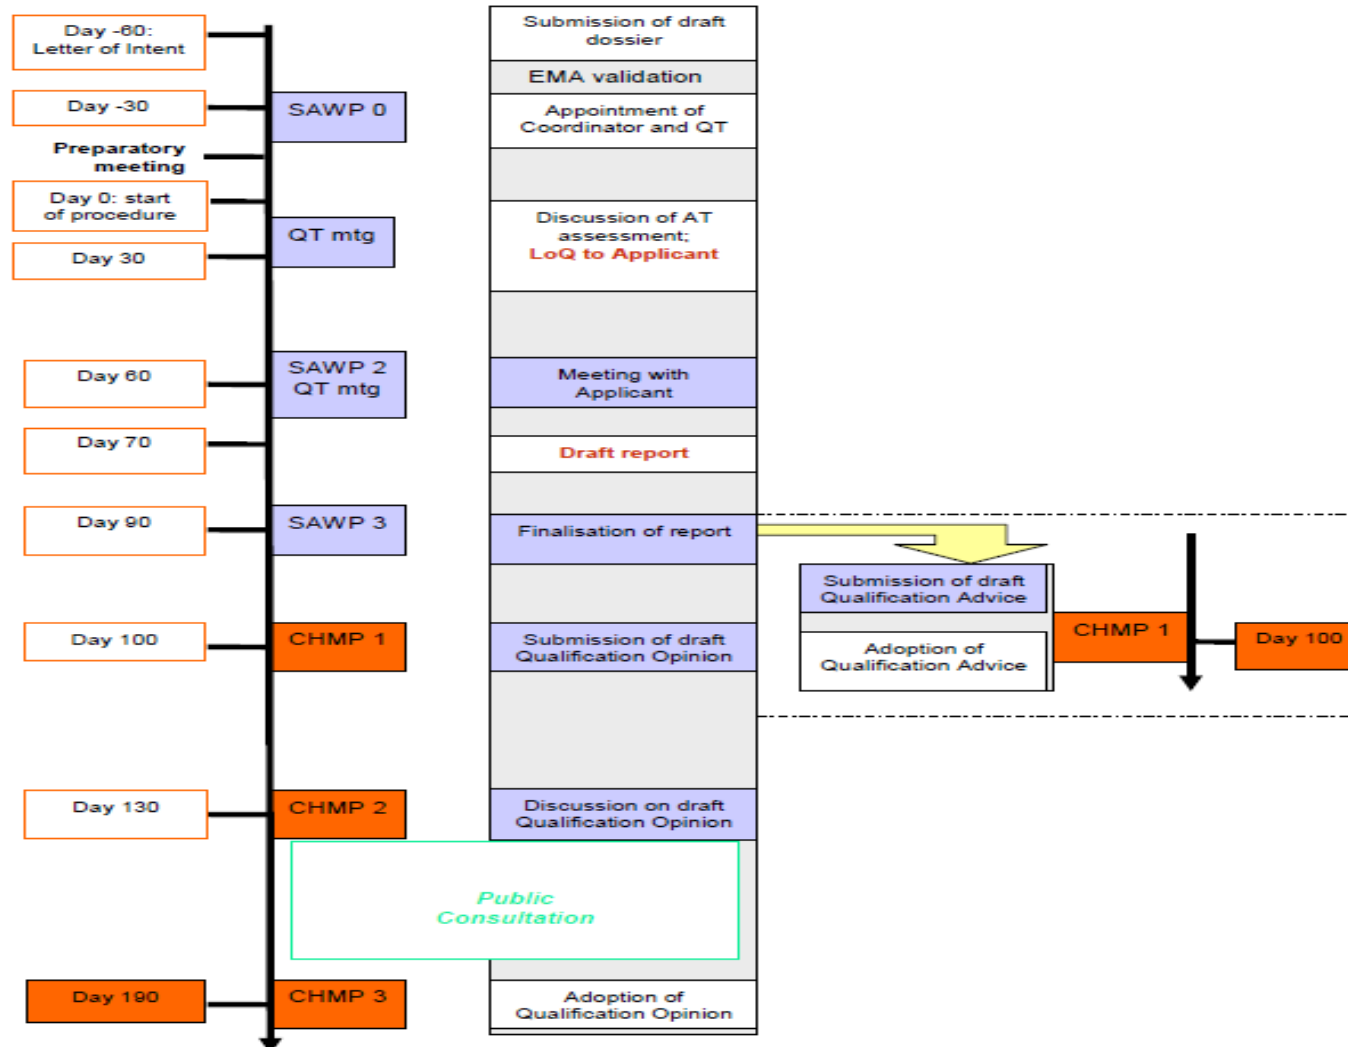 Day -60:
Letter of Intent
Submission of draft
dossier
EMA validation
Day -30
SAWP 0
Appointment of
Coordinator and QT
Preparatory
meeting
Day 0: start
of procedure
QT mtg
Discussion of AT
assessment;
LoQ to Applicant
Day 30
Day 60
SAWP 2
QT mtg
Meeting with
Applicant
Day 70
Draft report
Day 90
SAWP 3
Finalisation of report
Submission of draft
Qualification Advice
Adoption of
Qualification Advice
CHMP 1
Day 100
Day 100
CHMP 1
Submission of draft
Qualification Opinion
Day 130
CHMP 2
Discussion on draft
Qualification Opinion
Public
Consultation
Day 190
CHMP 3
Adoption of
Qualification Opinion